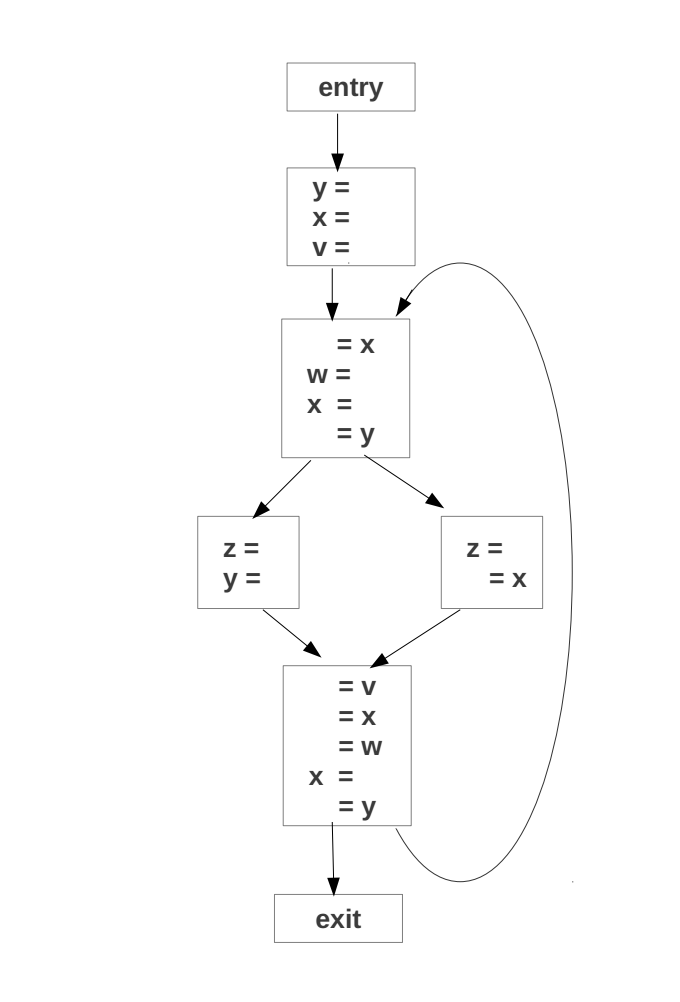 entry
y =
x =
v =
= x
w =
x =
= y
z =
y =
z =
= x
= v
= x
= w
x =
= y
exit